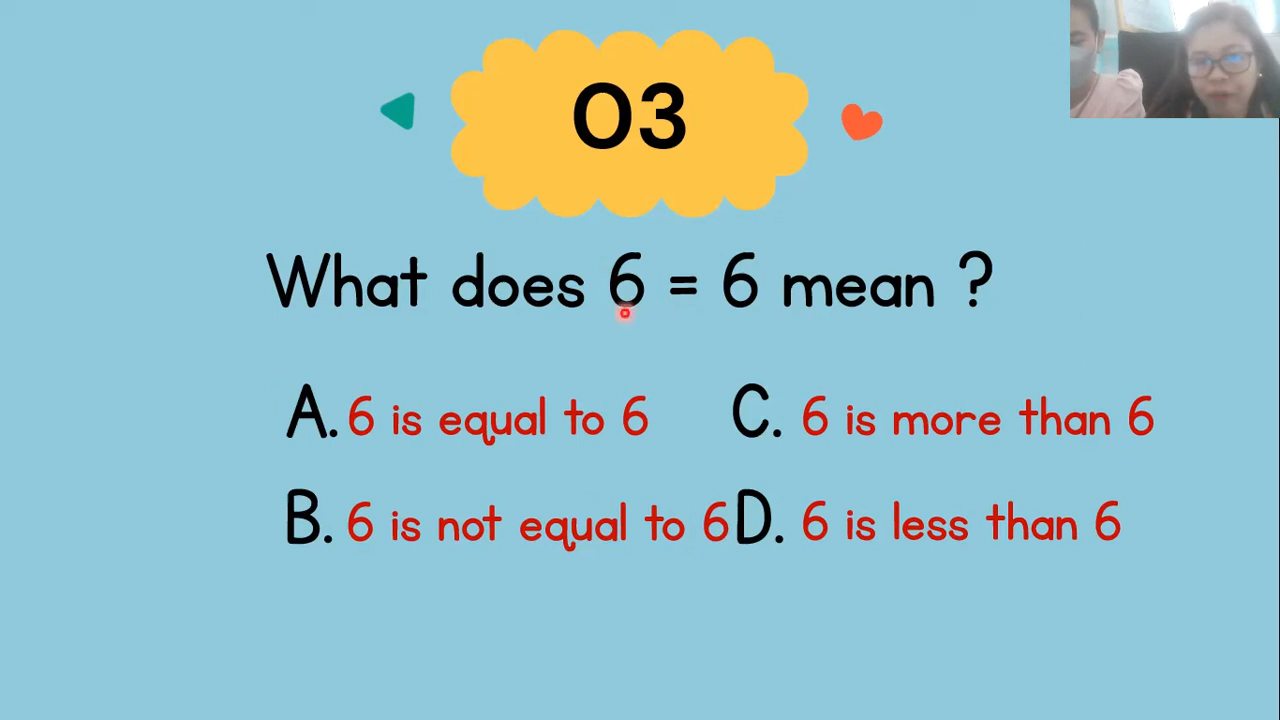 03
What does 6 = 6 mean ?
A. 6 is equal to 6
B. 6 is not equal to 6
C. 6 is more than 6
D. 6 is less than 6